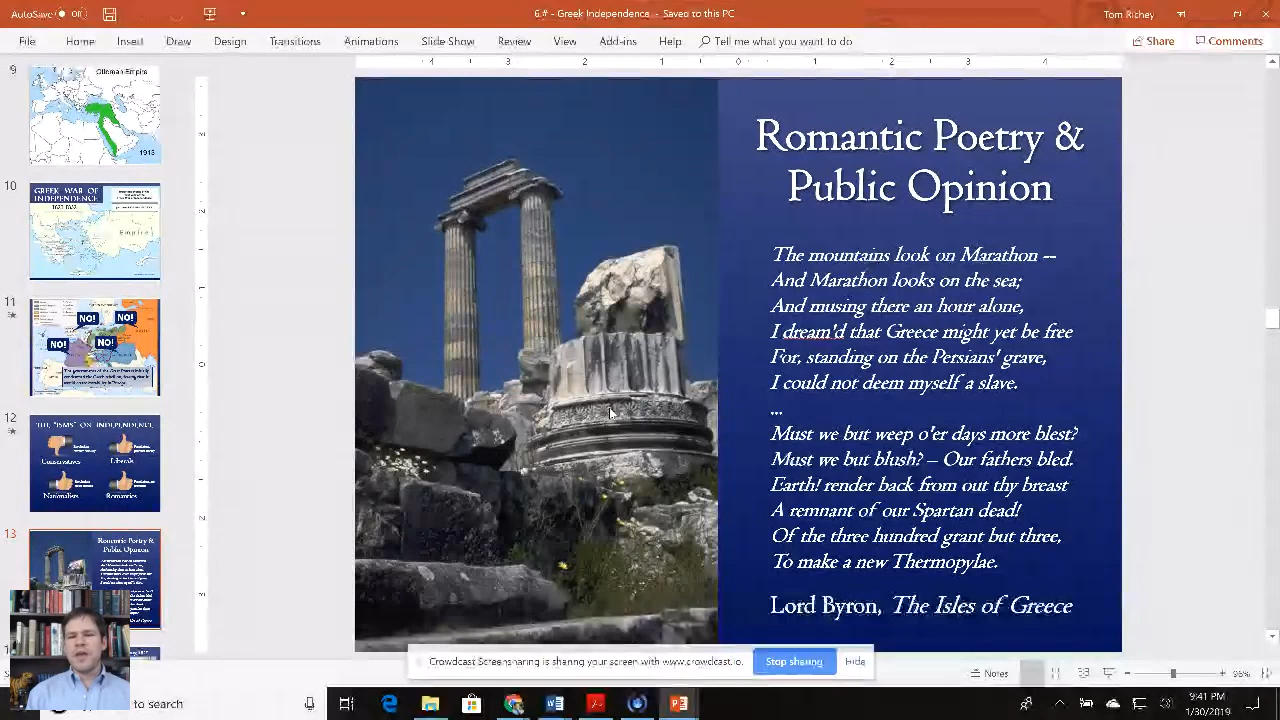 AutoSave Off
6.# - Greek Independence - Saved to this PC
Tom Richey
File Home Insert Draw Design Transitions Animations Slide Show Review View Add-ins Help Tell me what you want to do
Share Comments
9
Ottoman Empire
10
GREEK WAR OF
INDEPENDENCE
Empire
11
NO! NO!
NO! NO!
12
THE "ISMS" ON INDEPENDENCE
Conservatives Liberals
Nationalists Romantics
13
Romantic Poetry &
Public Opinion
Romantic Poetry &
Public Opinion
The mountains look on Marathon --
And Marathon looks on the sea;
And musing there an hour alone,
I dream'd that Greece might yet be free
For, standing on the Persians' grave,
I could not deem myself a slave.
...
Must we but weep o'er days more blest?
Must we but blush? – Our fathers bled.
Earth! render back from out thy breast
A remnant of our Spartan dead!
Of the three hundred grant but three,
To make a new Thermopylae.
Lord Byron, The Isles of Greece
Crowdcast Screensharing is sharing your screen with www.crowdcast.io.
Stop sharing
Hide
Notes
96%
to search
9:41 PM
1/30/2019